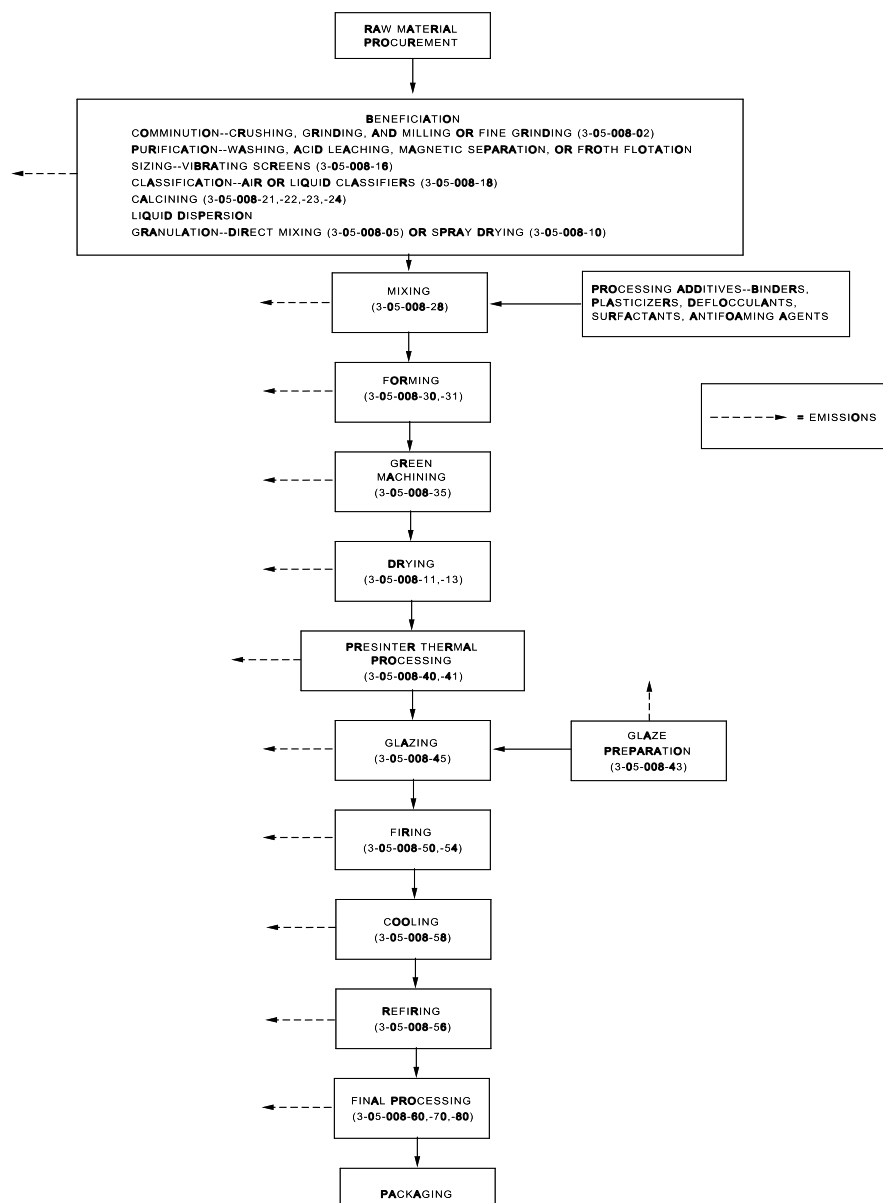 RAW MATERIAL
PROCUREMENT
BENEFICIATION
COMMINUTION--CRUSHING, GRINDING, AND MILLING OR FINE GRINDING (3-05-008-02)
PURIFICATION--WASHING, ACID LEACHING, MAGNETIC SEPARATION, OR FROTH FLOTATION
SIZING--VIBRATING SCREENS (3-05-008-16)
CLASSIFICATION--AIR OR LIQUID CLASSIFIERS (3-05-008-18)
CALCINING (3-05-008-21,-22,-23,-24)
LIQUID DISPERSION
GRANULATION--DIRECT MIXING (3-05-008-05) OR SPRAY DRYING (3-05-008-10)
MIXING
(3-05-008-28)
PROCESSING ADDITIVES--BINDERS,
PLASTICIZERS, DEFLOCCULANTS,
SURFACTANTS, ANTIFOAMING AGENTS
FORMING
(3-05-008-30,-31)
= EMISSIONS
GREEN
MACHINING
(3-05-008-35)
DRYING
(3-05-008-11,-13)
PRESINTER THERMAL
PROCESSING
(3-05-008-40,-41)
GLAZING
(3-05-008-45)
GLAZE
PREPARATION
(3-05-008-43)
FIRING
(3-05-008-50,-54)
COOLING
(3-05-008-58)
REFIRING
(3-05-008-56)
FINAL PROCESSING
(3-05-008-60,-70,-80)
PACKAGING